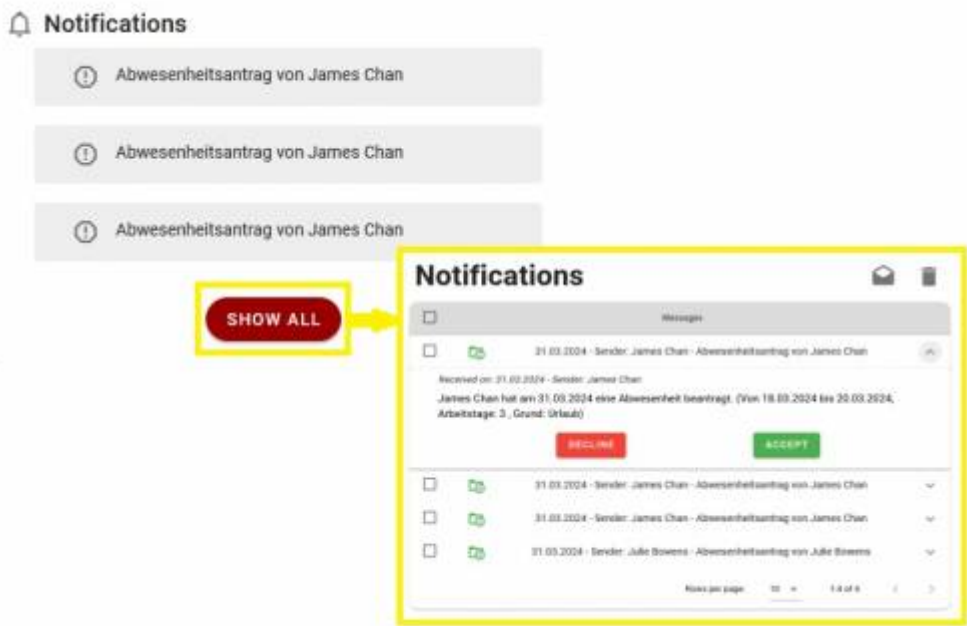 Notifications
Abwesenheitsantrag von James Chan
Abwesenheitsantrag von James Chan
Abwesenheitsantrag von James Chan
SHOW ALL
Notifications
Messages
31.03.2024 - Sender: James Chan - Abwesenheitsantrag von James Chan
Received on: 31.03.2024 - Sender: James Chan
James Chan hat am 31.03.2024 eine Abwesenheit beantragt. (Von 18.03.2024 bis 20.03.2024,
Arbeitstage: 3 , Grund: Urlaub)
DECLINE
ACCEPT
31.03.2024 - Sender: James Chan - Abwesenheitsantrag von James Chan
31.03.2024 - Sender: James Chan - Abwesenheitsantrag von James Chan
31.03.2024 - Sender: Julie Bowens - Abwesenheitsantrag von Julie Bowens
Rows per page: 10